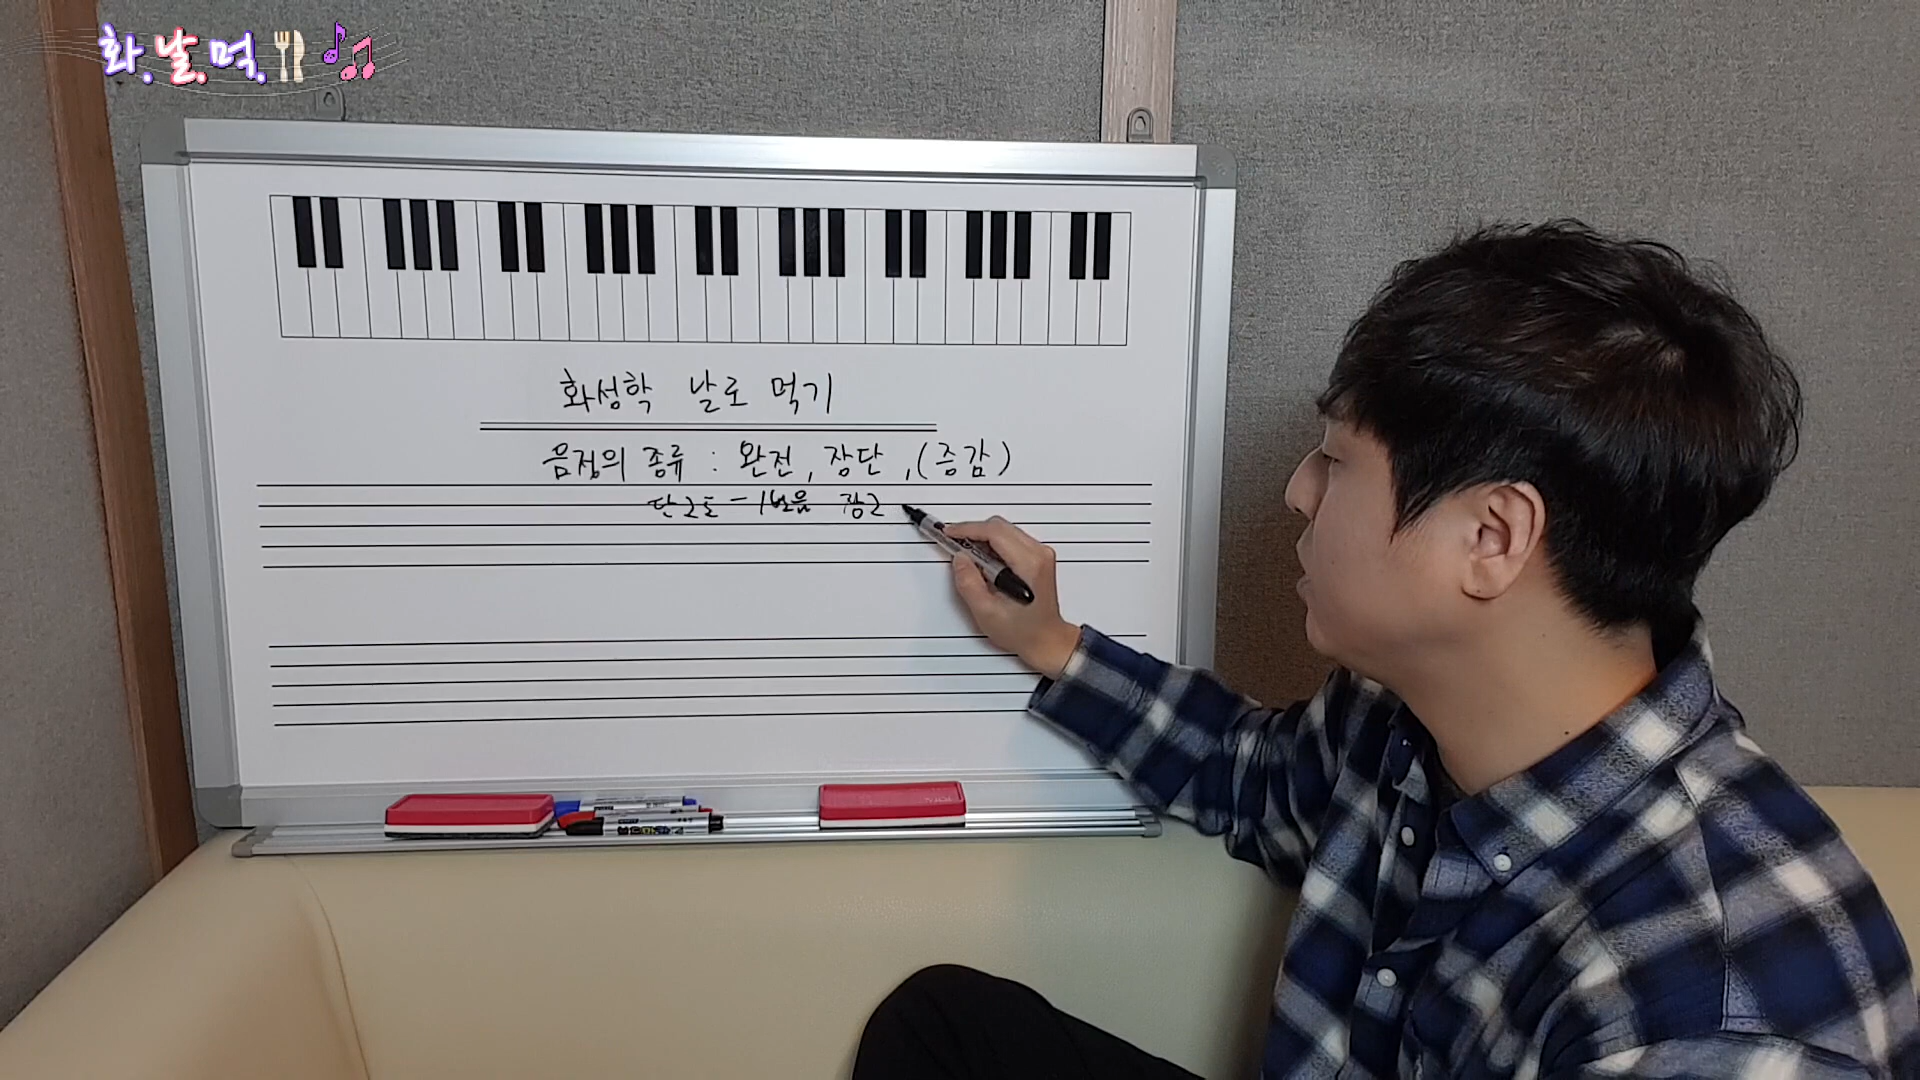 화.날.먹.
화성학 날로 먹기
음정의 종류 : 완전, 장단, (증감)
단2도 - 1반음 장2